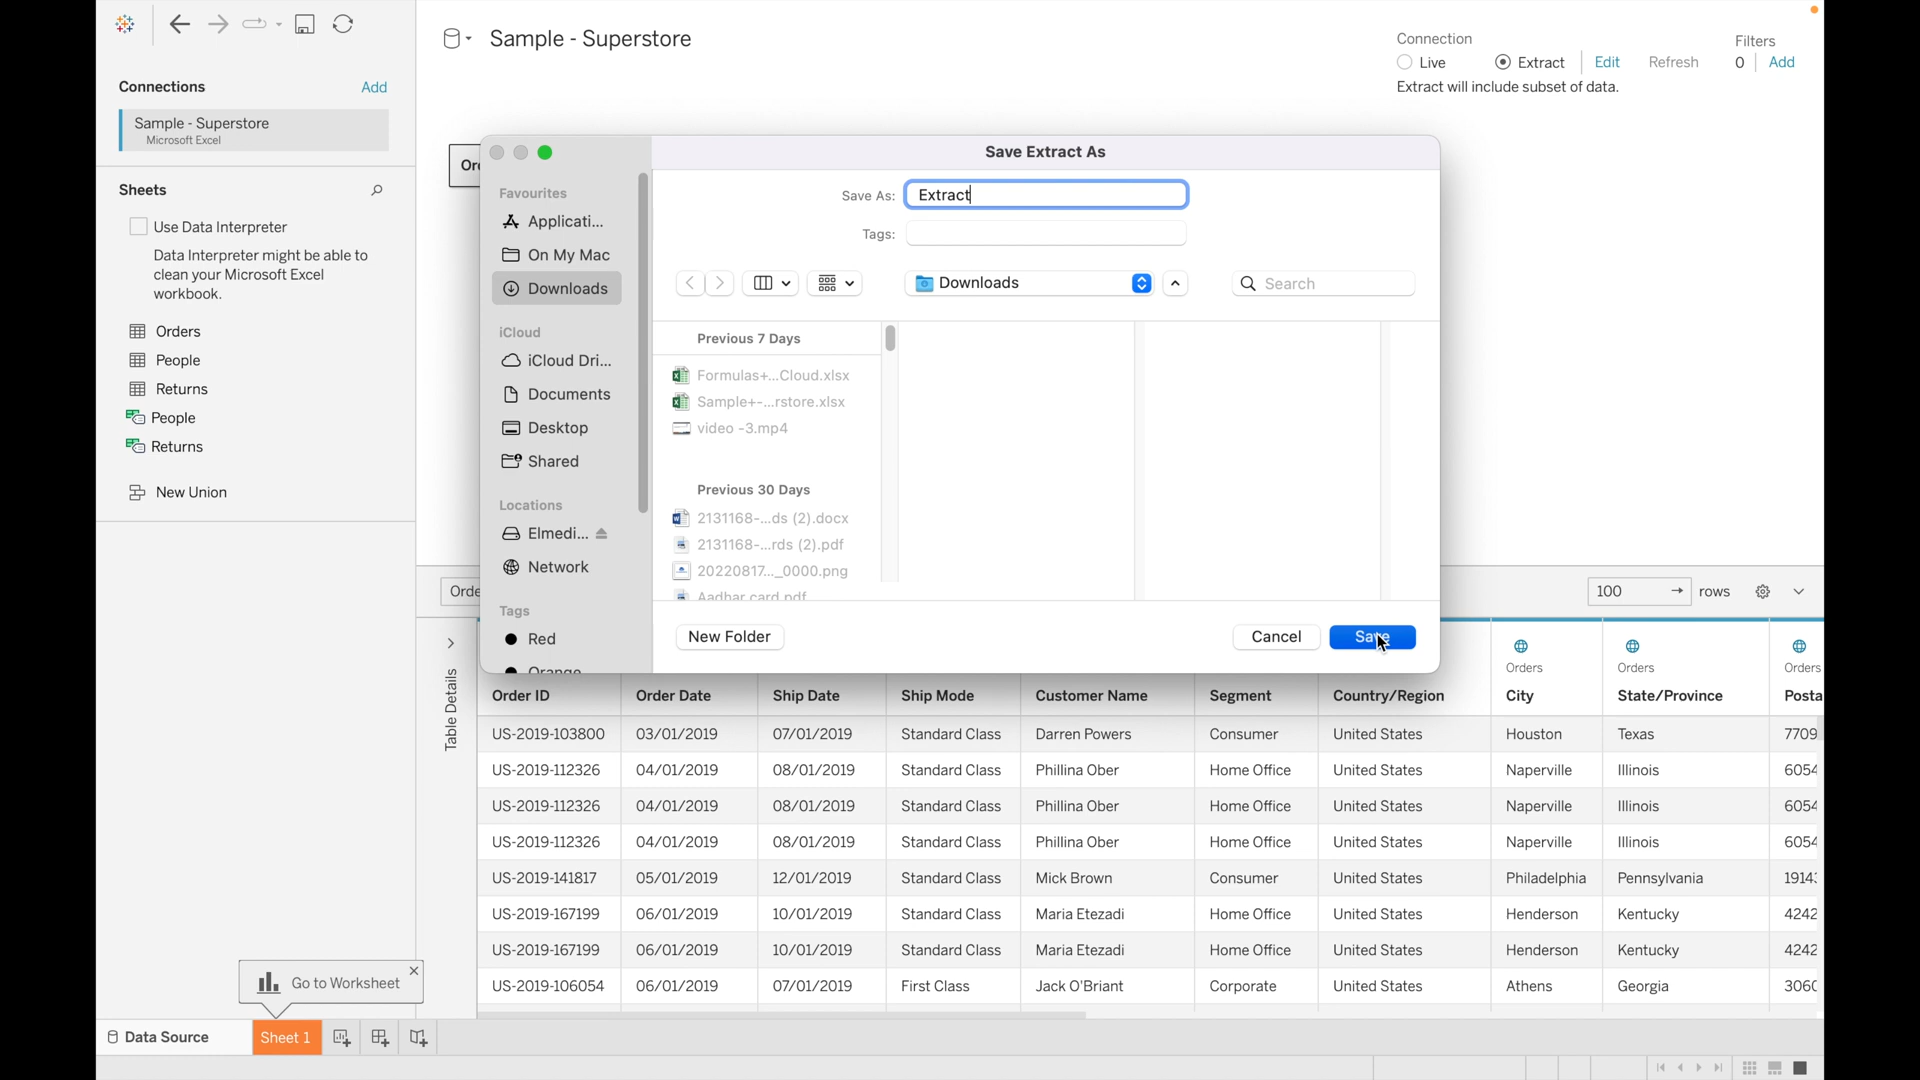 Sample - Superstore
Connection
Live
Extract
Edit
Refresh
Filters
0
Add
Extract will include subset of data.
Connections
Add
Sample - Superstore
Microsoft Excel
Sheets
Use Data Interpreter
Data Interpreter might be able to
clean your Microsoft Excel
workbook.
Orders
People
Returns
People
Returns
New Union
Save Extract As
Save As: Extract
Tags:
Downloads
Search
Favourites
Applicati...
On My Mac
Downloads
iCloud
iCloud Dri...
Documents
Desktop
Shared
Locations
Elmedi...
Network
Tags
Red
Orange
Previous 7 Days
Formulas+...Cloud.xlsx
Sample+-...rstore.xlsx
video -3.mp4
Previous 30 Days
2131168-...ds (2).docx
2131168-...rds (2).pdf
20220817..._0000.png
Aadhar card.pdf
New Folder
Cancel
Save
100 → rows
Table Details
Orders Orders Orders
Order ID Order Date Ship Date Ship Mode Customer Name Segment Country/Region City State/Province Posta
US-2019-103800 03/01/2019 07/01/2019 Standard Class Darren Powers Consumer United States Houston Texas 7709
US-2019-112326 04/01/2019 08/01/2019 Standard Class Phillina Ober Home Office United States Naperville Illinois 6054
US-2019-112326 04/01/2019 08/01/2019 Standard Class Phillina Ober Home Office United States Naperville Illinois 6054
US-2019-112326 04/01/2019 08/01/2019 Standard Class Phillina Ober Home Office United States Naperville Illinois 6054
US-2019-141817 05/01/2019 12/01/2019 Standard Class Mick Brown Consumer United States Philadelphia Pennsylvania 1914
US-2019-167199 06/01/2019 10/01/2019 Standard Class Maria Etezadi Home Office United States Henderson Kentucky 4242
US-2019-167199 06/01/2019 10/01/2019 Standard Class Maria Etezadi Home Office United States Henderson Kentucky 4242
US-2019-106054 06/01/2019 07/01/2019 First Class Jack O'Briant Corporate United States Athens Georgia 3060
Go to Worksheet
Data Source
Sheet 1